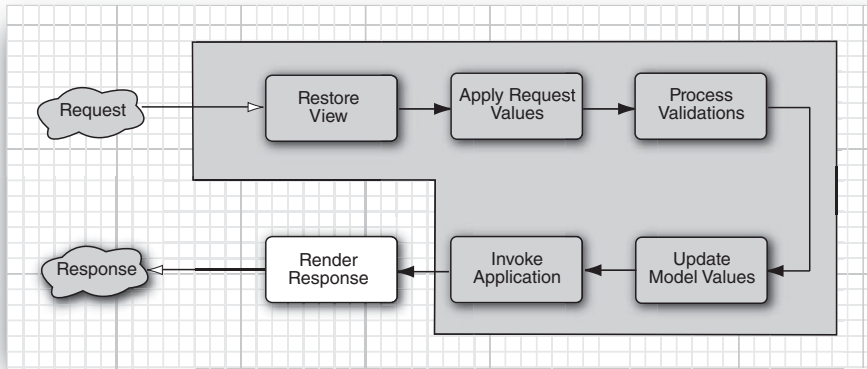 Request
Restore
View
Apply Request
Values
Process
Validations
Response
Render
Response
Invoke
Application
Update
Model Values